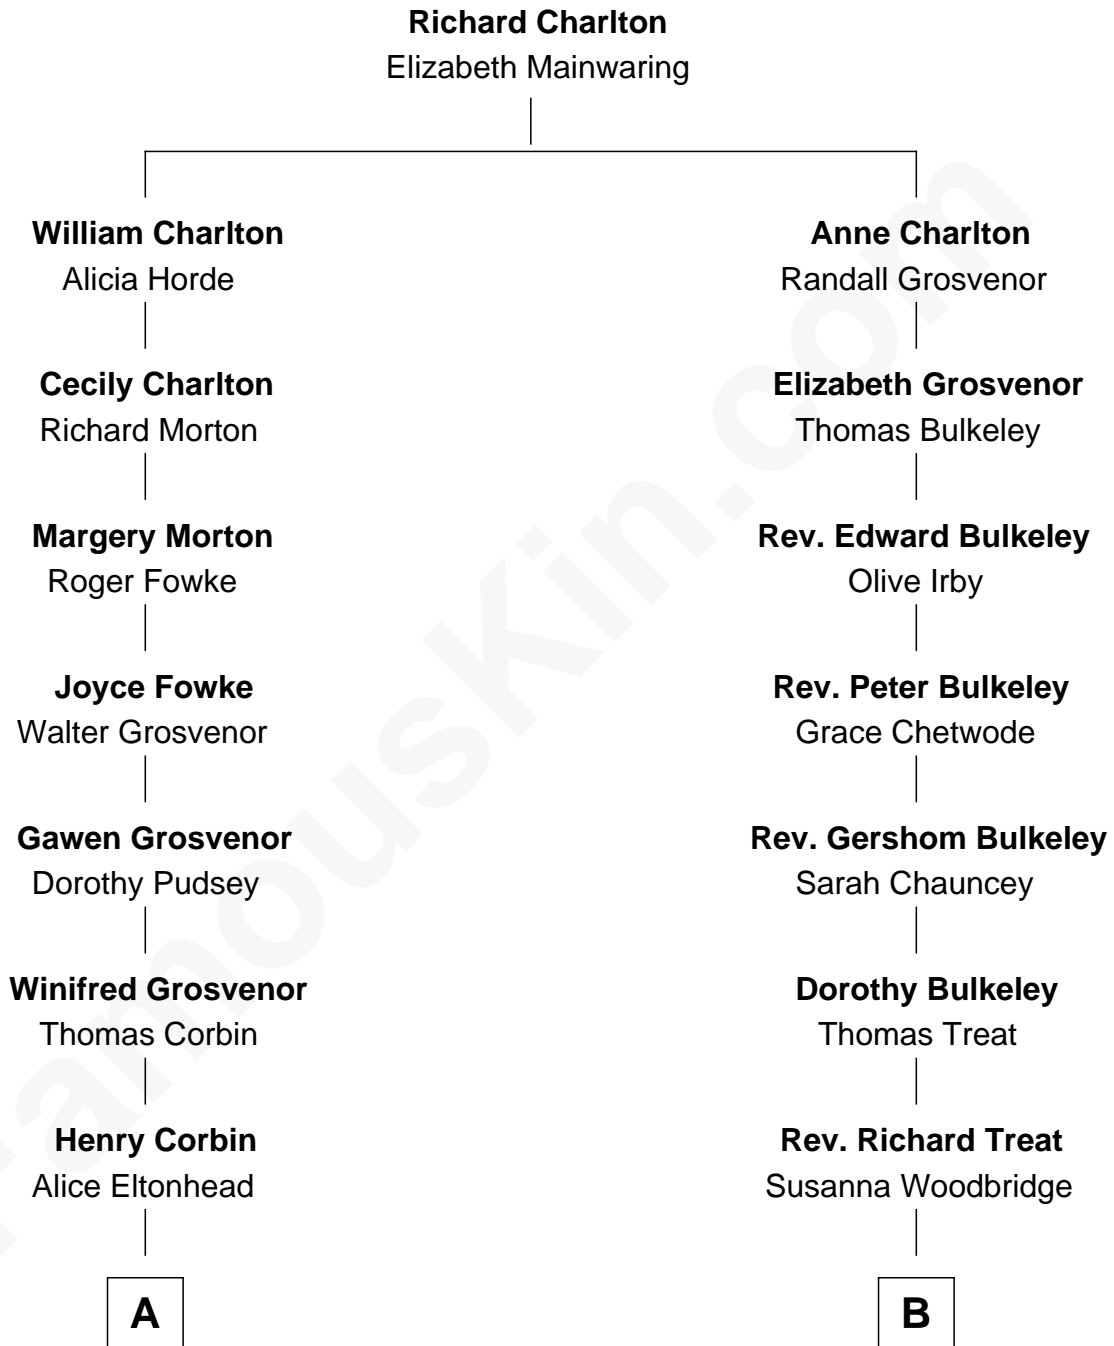 Richard Charlton
Elizabeth Mainwaring
William Charlton
Alicia Horde
Anne Charlton
Randall Grosvenor
Cecily Charlton
Richard Morton
Elizabeth Grosvenor
Thomas Bulkeley
Margery Morton
Roger Fowke
Rev. Edward Bulkeley
Olive Irby
Joyce Fowke
Walter Grosvenor
Rev. Peter Bulkeley
Grace Chetwode
Gawen Grosvenor
Dorothy Pudsey
Rev. Gershom Bulkeley
Sarah Chauncey
Winifred Grosvenor
Thomas Corbin
Dorothy Bulkeley
Thomas Treat
Henry Corbin
Alice Eltonhead
Rev. Richard Treat
Susanna Woodbridge
A
B
FamousKin.com